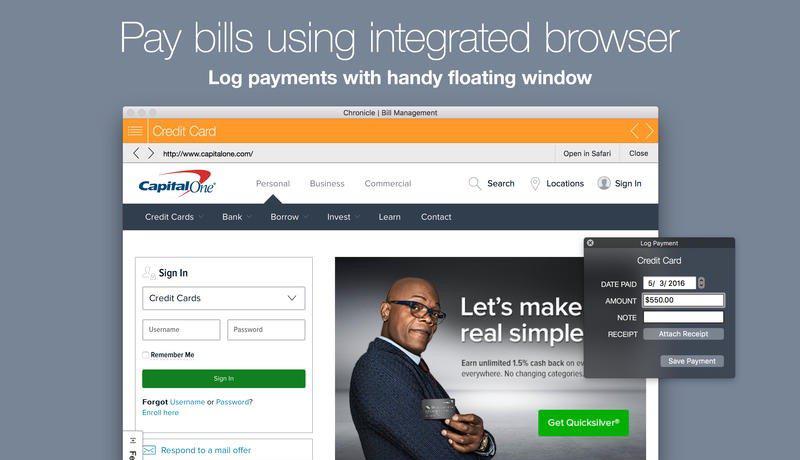 Pay bills using integrated browser
Log payments with handy floating window
Chronicle | Bill Management
Credit Card
http://www.capitalone.com/
Open in Safari
Close
CapitalOne
Personal
Business
Commercial
Search
Locations
Sign In
Credit Cards
Bank
Borrow
Invest
Learn
Contact
Sign In
Credit Cards
Username
Password
Remember Me
Sign In
Forgot Username or Password?
Enroll here
Respond to a mail offer
Let's make
real simple
Earn unlimited 1.5% cash back on
everywhere. No changing categories
Get Quicksilver®
Log Payment
Credit Card
DATE PAID 5/ 3/2016
AMOUNT $550.00
NOTE
RECEIPT Attach Receipt
Save Payment